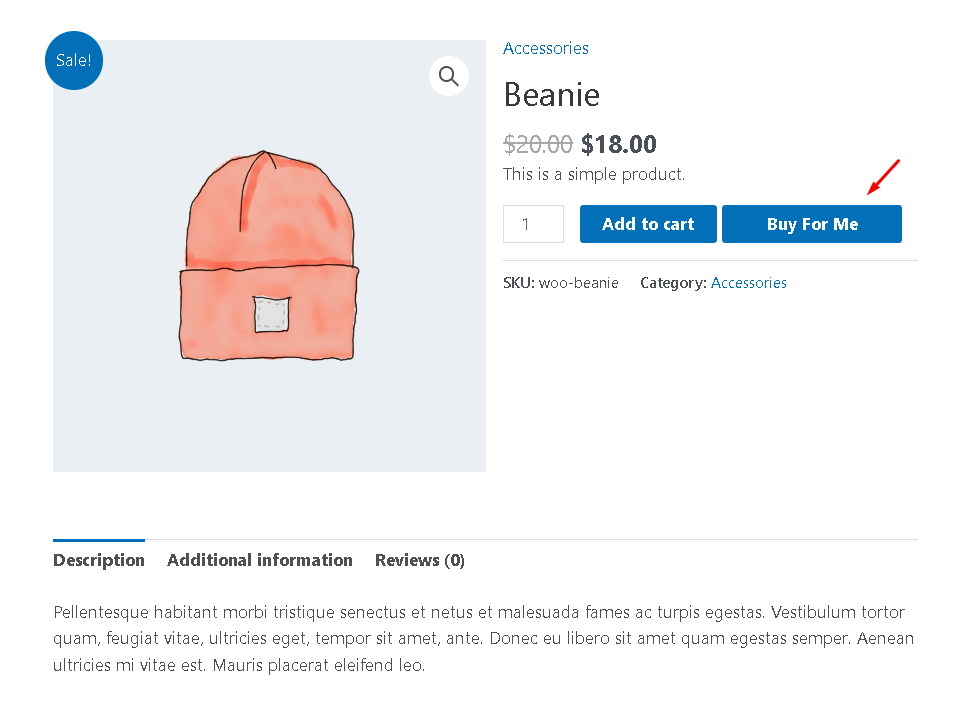 Sale!
Accessories
Beanie
$20.00 $18.00
This is a simple product.
1 Add to cart Buy For Me
SKU: woo-beanie Category: Accessories
Description Additional information Reviews (0)
Pellentesque habitant morbi tristique senectus et netus et malesuada fames ac turpis egestas. Vestibulum tortor
quam, feugiat vitae, ultricies eget, tempor sit amet, ante. Donec eu libero sit amet quam egestas semper. Aenean
ultricies mi vitae est. Mauris placerat eleifend leo.